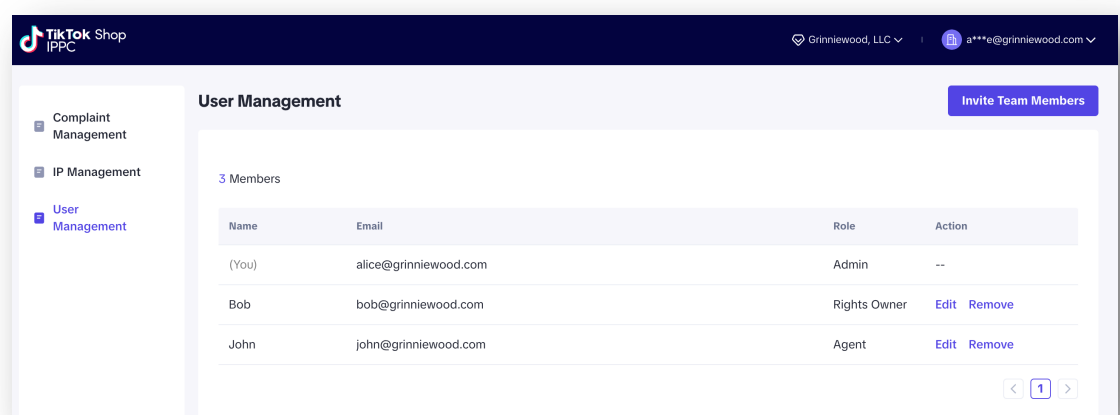 TikTok Shop
IPPC
Grinniewood, LLC
a***e@grinniewood.com
Complaint
Management
IP Management
User
Management
User Management
Invite Team Members
3 Members
Name Email Role Action
(You) alice@grinniewood.com Admin --
Bob bob@grinniewood.com Rights Owner Edit Remove
John john@grinniewood.com Agent Edit Remove
< 1 >